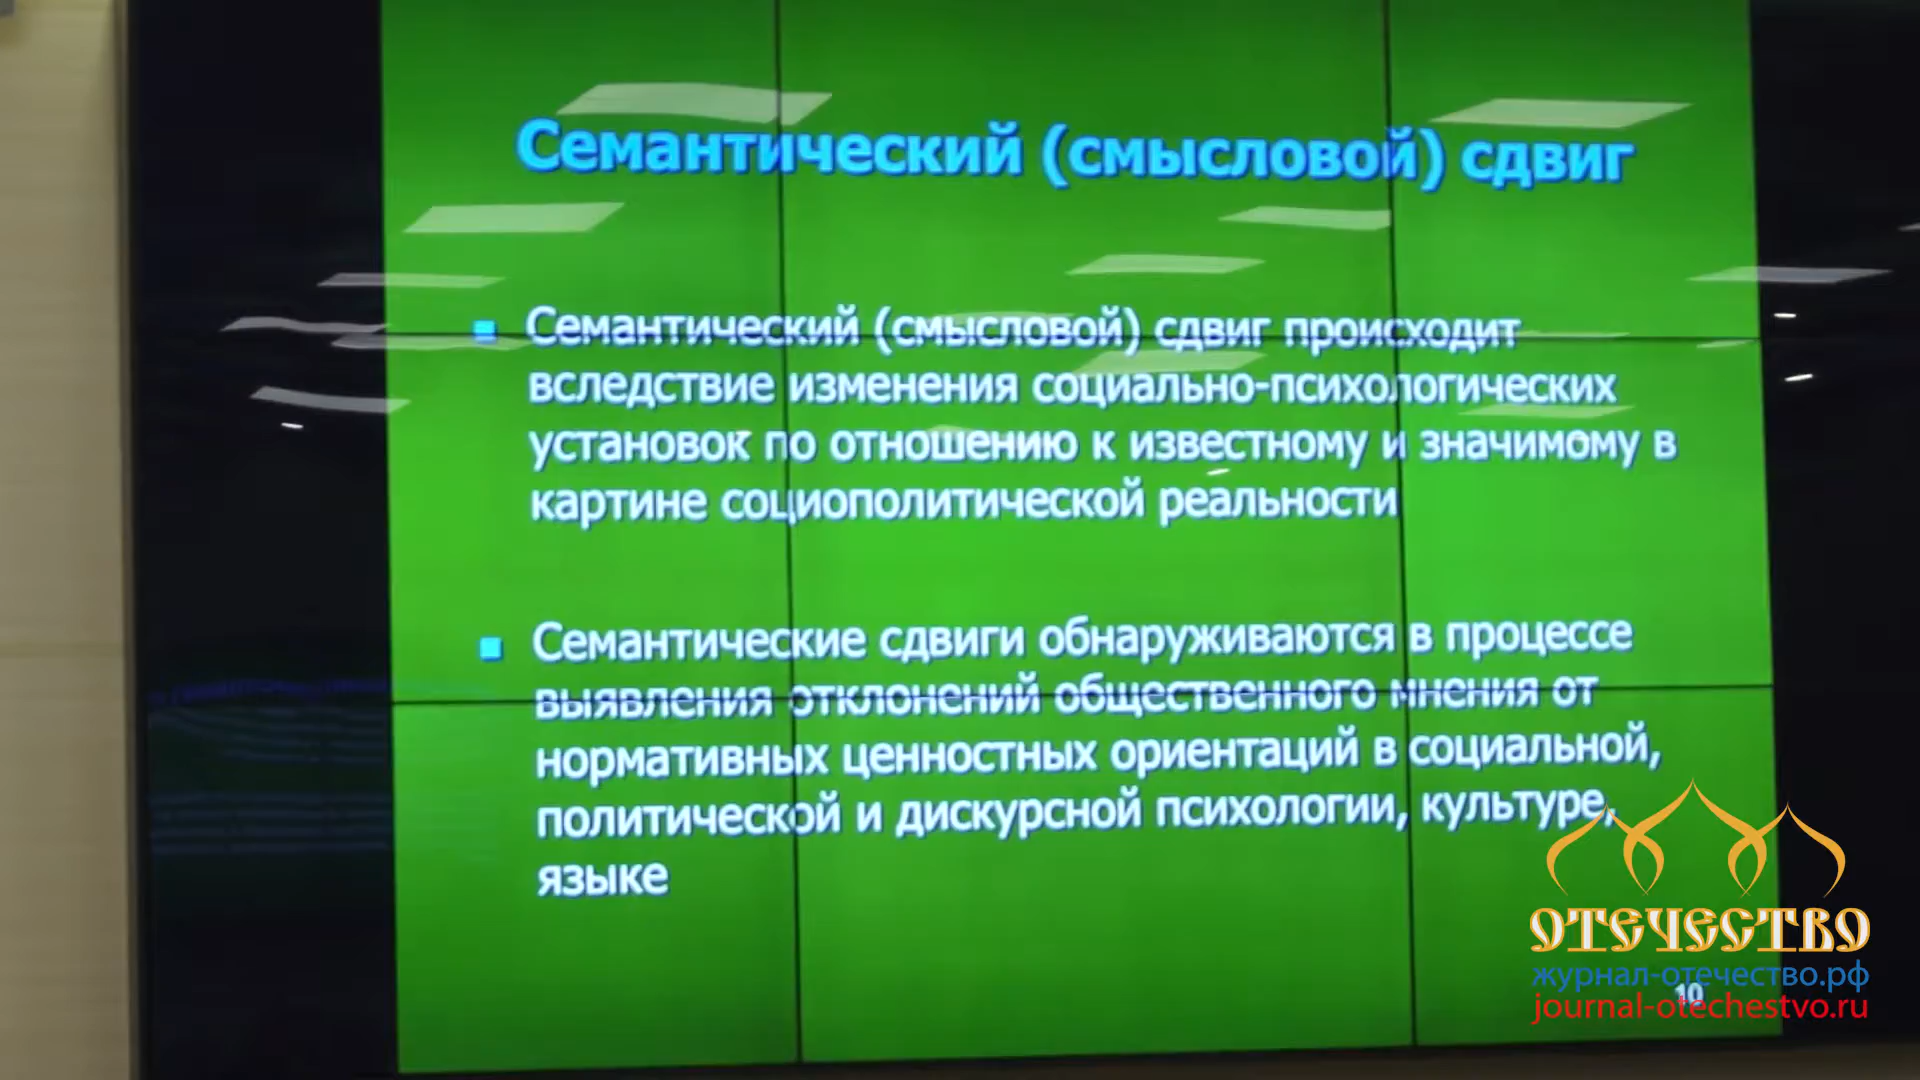 Семантический (смысловой) сдвиг
Семантический (смысловой) сдвиг происходит
вследствие изменения социально-психологических
установок по отношению к известному и значимому в
картине социополитической реальности
Семантические сдвиги обнаруживаются в процессе
выявления отклонений общественного мнения от
нормативных ценностных ориентаций в социальной,
политической и дискурсной психологии, культуре,
языке
ОТЕЧЕСТВО
журнал-отечество.рф
10
journal-otechestvo.ru